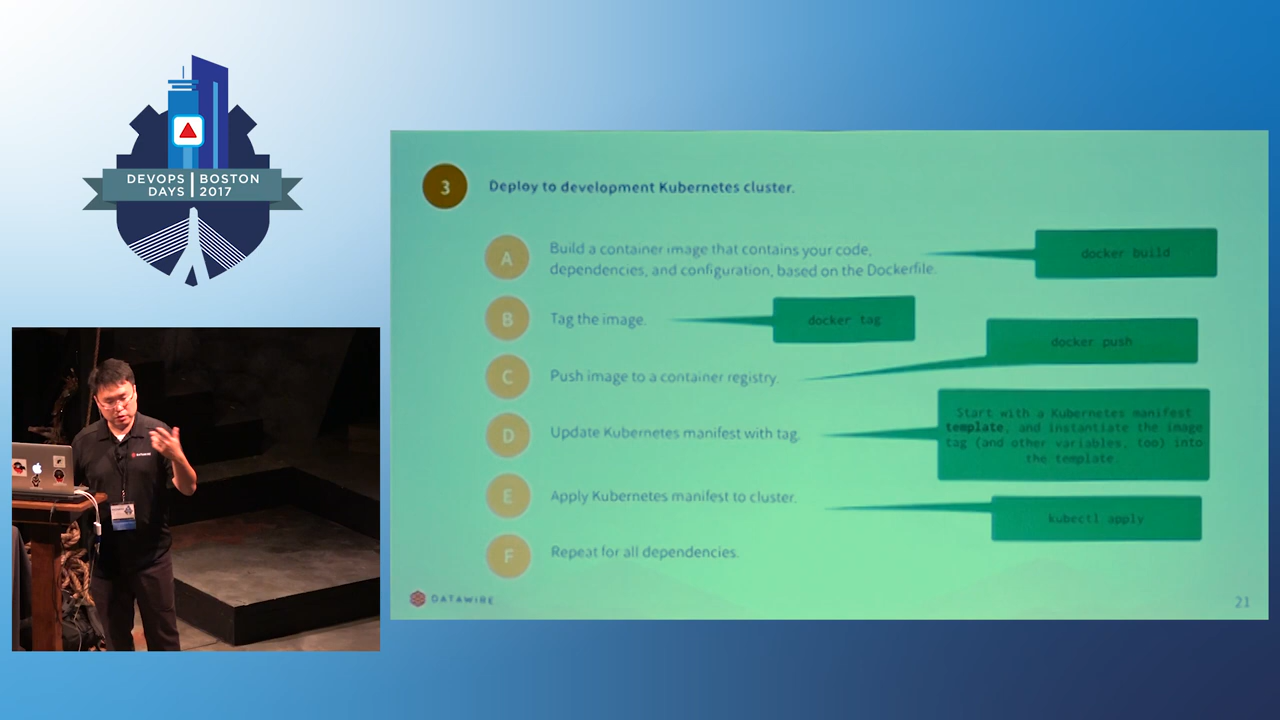 DEVOPS BOSTON
DAYS 2017
3 Deploy to development Kubernetes cluster.
A Build a container image that contains your code,
dependencies, and configuration, based on the Dockerfile.
docker build
B Tag the image.
docker tag
C Push image to a container registry.
docker push
D Update Kubernetes manifest with tag.
Start with a Kubernetes manifest
template, and instantiate the image
tag (and other variables, too) into
the template.
E Apply Kubernetes manifest to cluster.
kubectl apply
F Repeat for all dependencies.
DATAWIRE
21